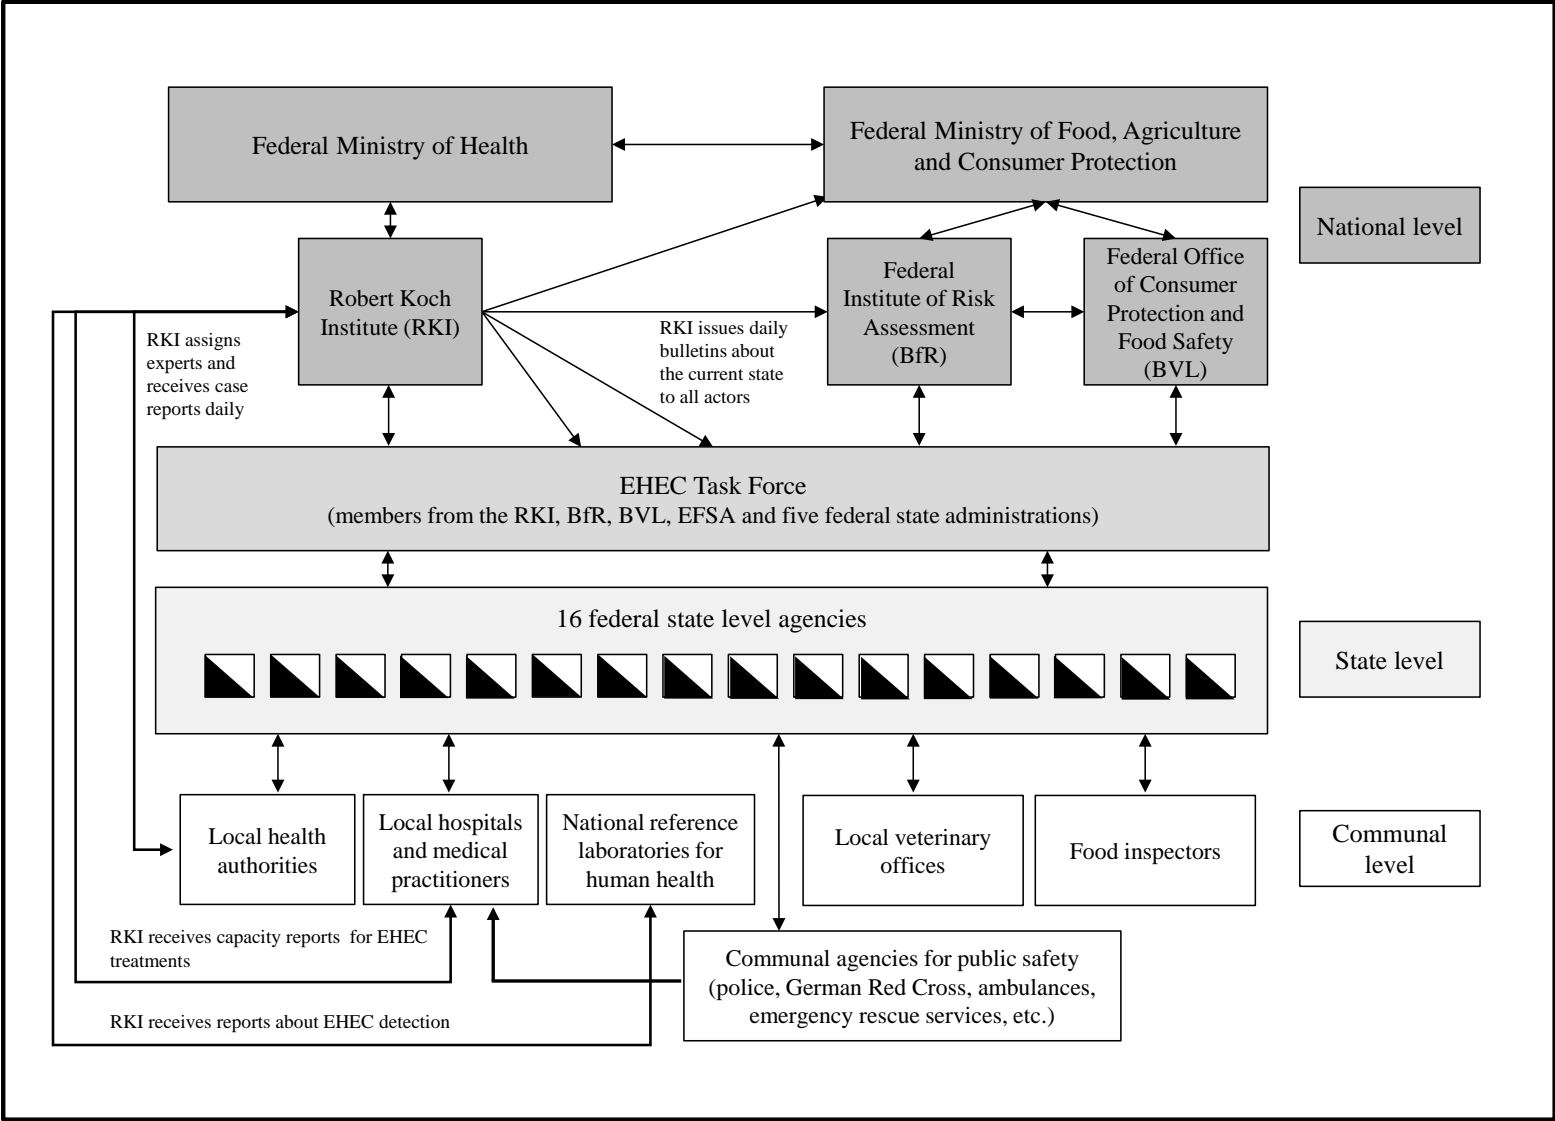 Federal Ministry of Health
Federal Ministry of Food, Agriculture
and Consumer Protection
National level
Robert Koch
Institute (RKI)
Federal
Institute of Risk
Assessment
(BfR)
Federal Office
of Consumer
Protection and
Food Safety
(BVL)
RKI assigns
experts and
receives case
reports daily
RKI issues daily
bulletins about
the current state
to all actors
EHEC Task Force
(members from the RKI, BfR, BVL, EFSA and five federal state administrations)
16 federal state level agencies
State level
Local health
authorities
Local hospitals
and medical
practitioners
National reference
laboratories for
human health
Local veterinary
offices
Food inspectors
Communal
level
RKI receives capacity reports for EHEC
treatments
Communal agencies for public safety
(police, German Red Cross, ambulances,
emergency rescue services, etc.)
RKI receives reports about EHEC detection